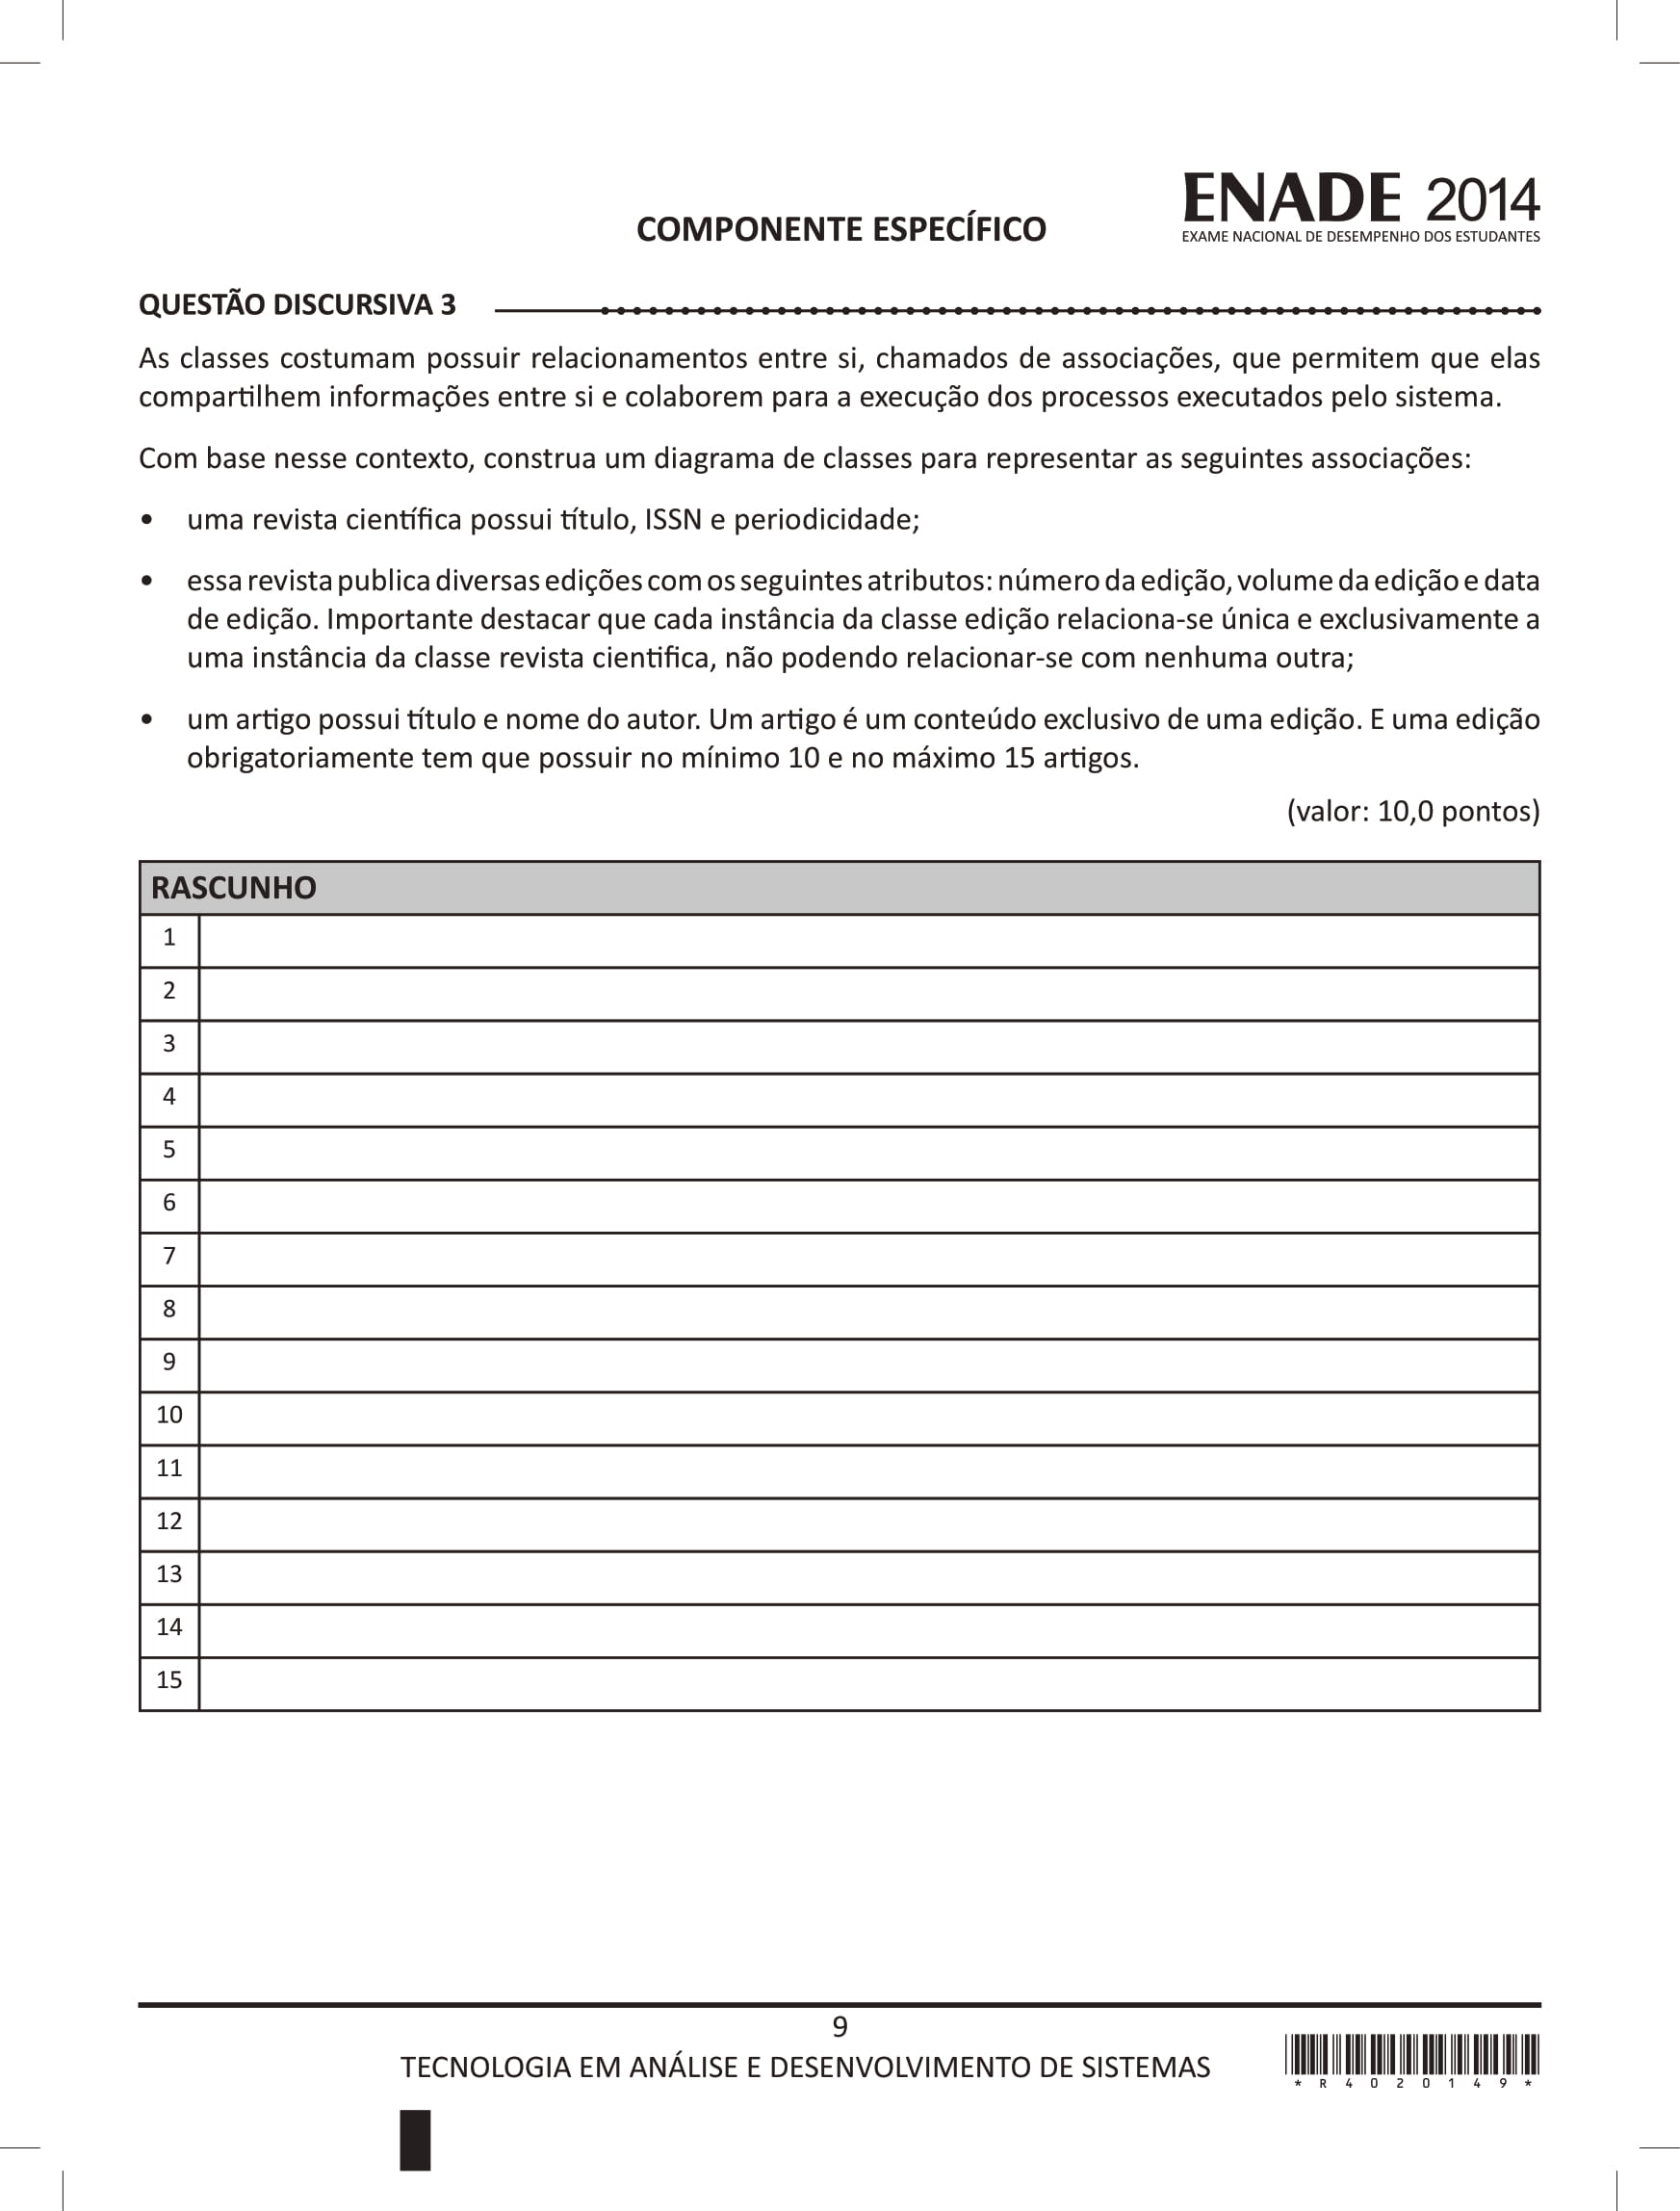 ENADE 2014
EXAME NACIONAL DE DESEMPENHO DOS ESTUDANTES
COMPONENTE ESPECÍFICO
QUESTÃO DISCURSIVA 3
As classes costumam possuir relacionamentos entre si, chamados de associações, que permitem que elas
compartilhem informações entre si e colaborem para a execução dos processos executados pelo sistema.
Com base nesse contexto, construa um diagrama de classes para representar as seguintes associações:
• uma revista científica possui título, ISSN e periodicidade;
• essa revista publica diversas edições com os seguintes atributos: número da edição, volume da edição e data
de edição. Importante destacar que cada instância da classe edição relaciona-se única e exclusivamente a
uma instância da classe revista científica, não podendo relacionar-se com nenhuma outra;
• um artigo possui título e nome do autor. Um artigo é um conteúdo exclusivo de uma edição. E uma edição
obrigatoriamente tem que possuir no mínimo 10 e no máximo 15 artigos.
(valor: 10,0 pontos)
RASCUNHO
1
2
3
4
5
6
7
8
9
10
11
12
13
14
15
9
TECNOLOGIA EM ANÁLISE E DESENVOLVIMENTO DE SISTEMAS
*R4020149*